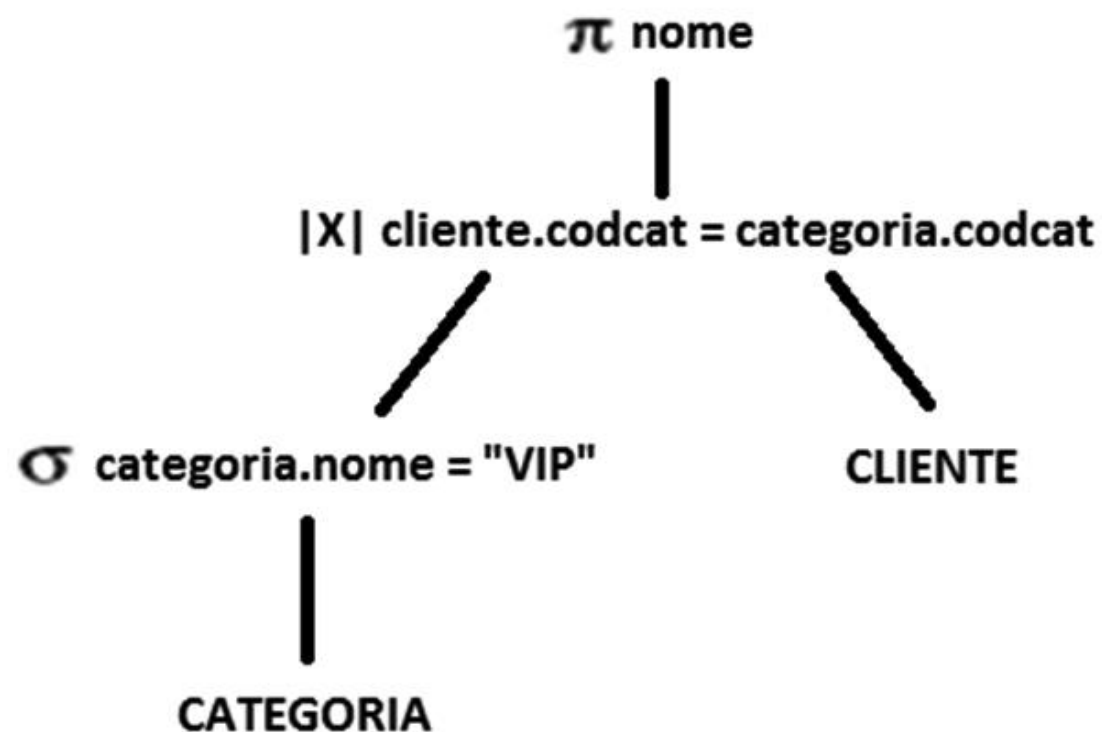 π nome
|X| cliente.codcat = categoria.codcat
σ categoria.nome = "VIP"
CLIENTE
CATEGORIA